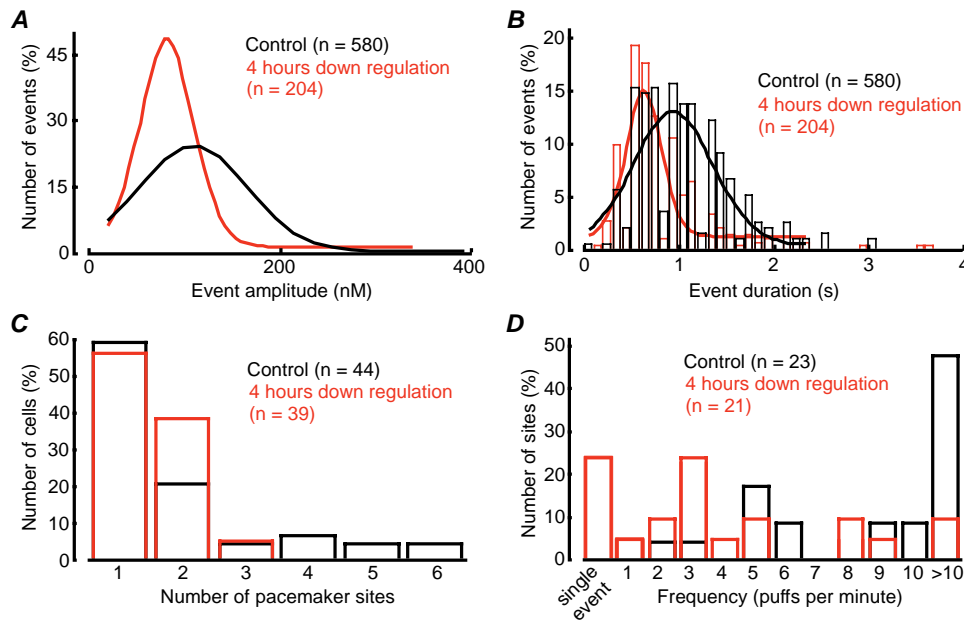 A
Number of events (%)
45
30
15
0
0
200
400
Event amplitude (nM)
Control (n = 580)
4 hours down regulation
(n = 204)
B
Number of events (%)
20
15
10
5
0
0
1
2
3
4
Event duration (s)
Control (n = 580)
4 hours down regulation
(n = 204)
C
Number of cells (%)
60
50
40
30
20
10
0
1
2
3
4
5
6
Number of pacemaker sites
Control (n = 44)
4 hours down regulation
(n = 39)
D
Number of sites (%)
50
40
30
20
10
0
single
event
1
2
3
4
5
6
7
8
9
10
>10
Frequency (puffs per minute)
Control (n = 23)
4 hours down regulation
(n = 21)